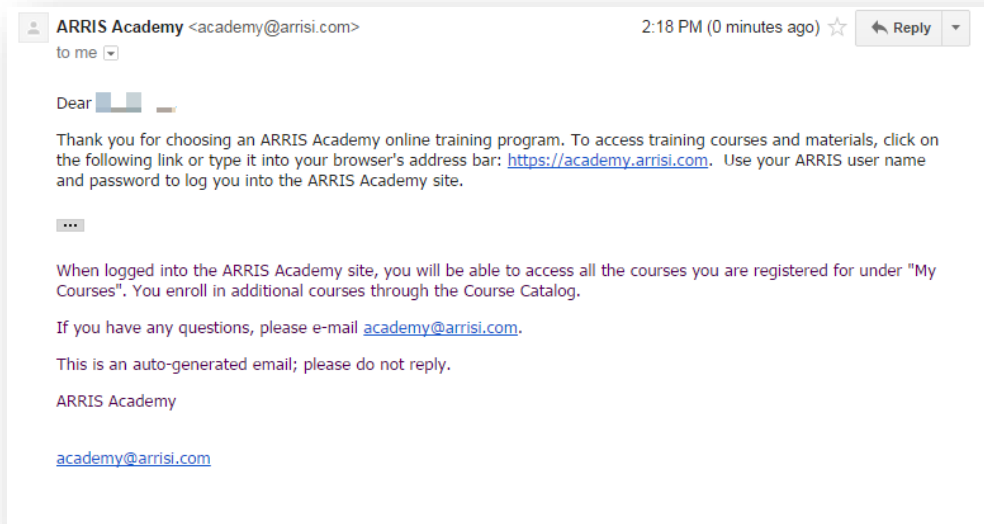 ARRIS Academy <academy@arrisi.com> 2:18 PM (0 minutes ago) Reply
to me
Dear
Thank you for choosing an ARRIS Academy online training program. To access training courses and materials, click on
the following link or type it into your browser's address bar: https://academy.arrisi.com. Use your ARRIS user name
and password to log you into the ARRIS Academy site.
...
When logged into the ARRIS Academy site, you will be able to access all the courses you are registered for under "My
Courses". You enroll in additional courses through the Course Catalog.
If you have any questions, please e-mail academy@arrisi.com.
This is an auto-generated email; please do not reply.
ARRIS Academy
academy@arrisi.com